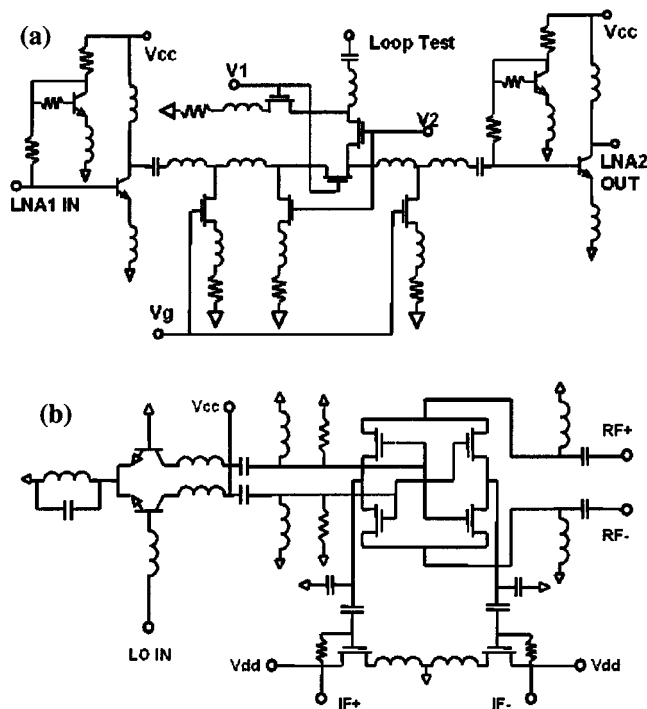 (a)
Vcc
Loop Test
Vcc
V1
V2
LNA1 IN
LNA2
OUT
Vg
(b)
Vcc
RF+
RF-
LO IN
Vdd
Vdd
IF+
IF-